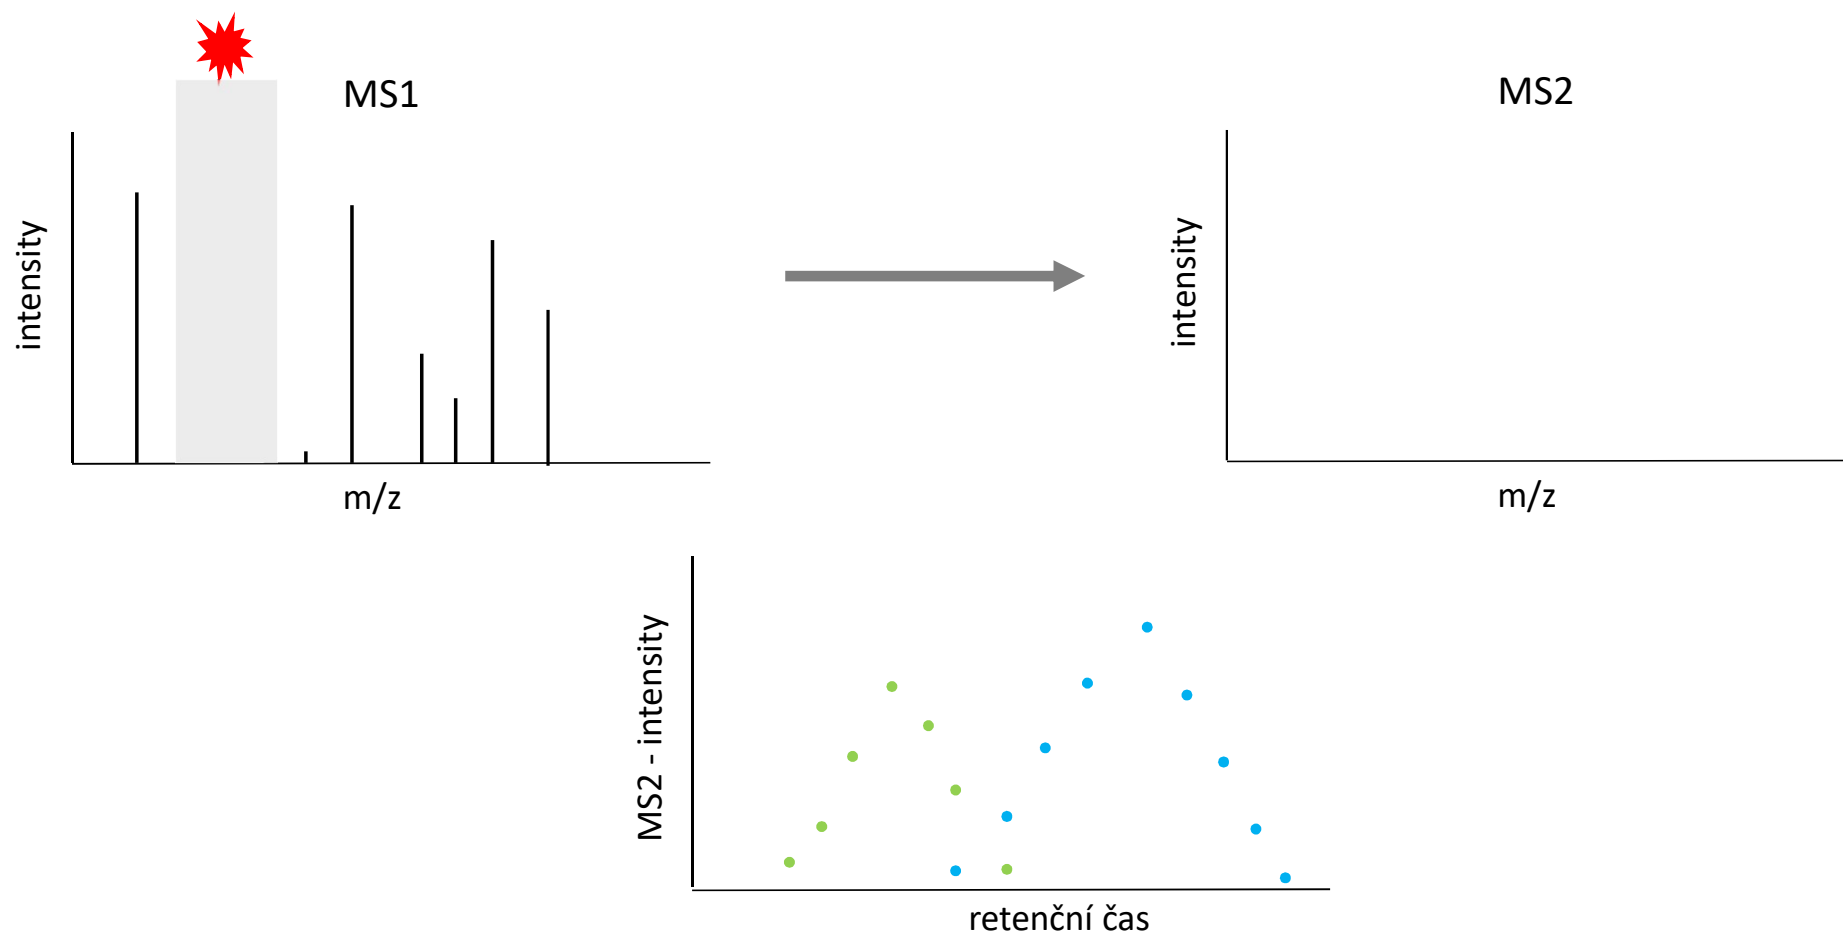 MS1
intensity
m/z
MS2
intensity
m/z
MS2 - intensity
retenční čas